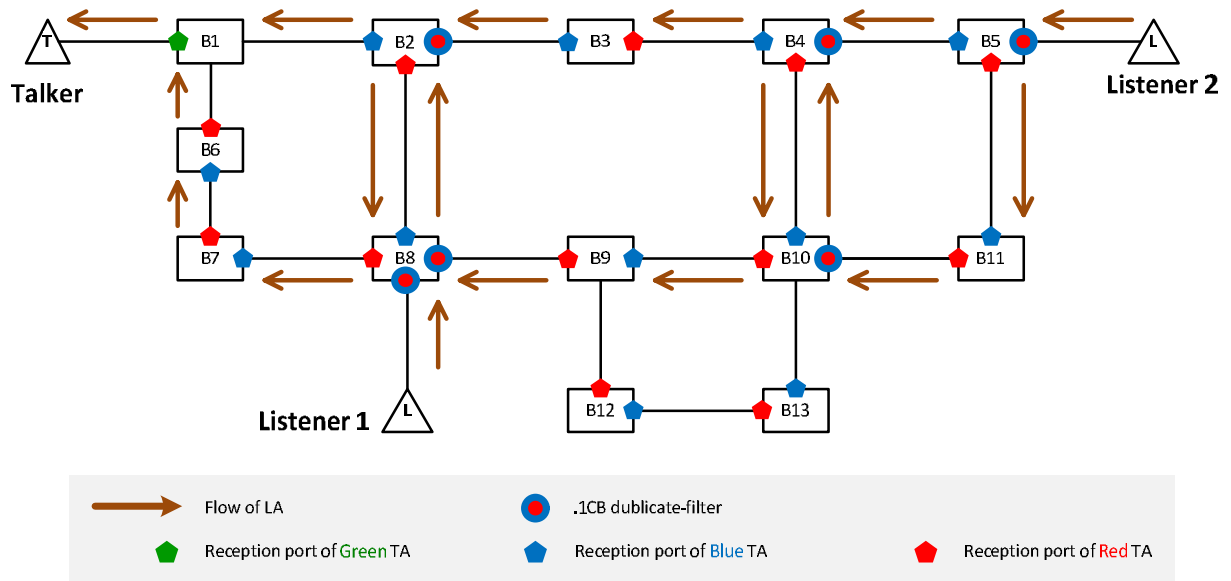 T
B1
B2
B3
B4
B5
L
Talker
Listener 2
B6
B7
B8
B9
B10
B11
Listener 1
L
B12
B13
Flow of LA
.1CB dublicate-filter
Reception port of Green TA
Reception port of Blue TA
Reception port of Red TA